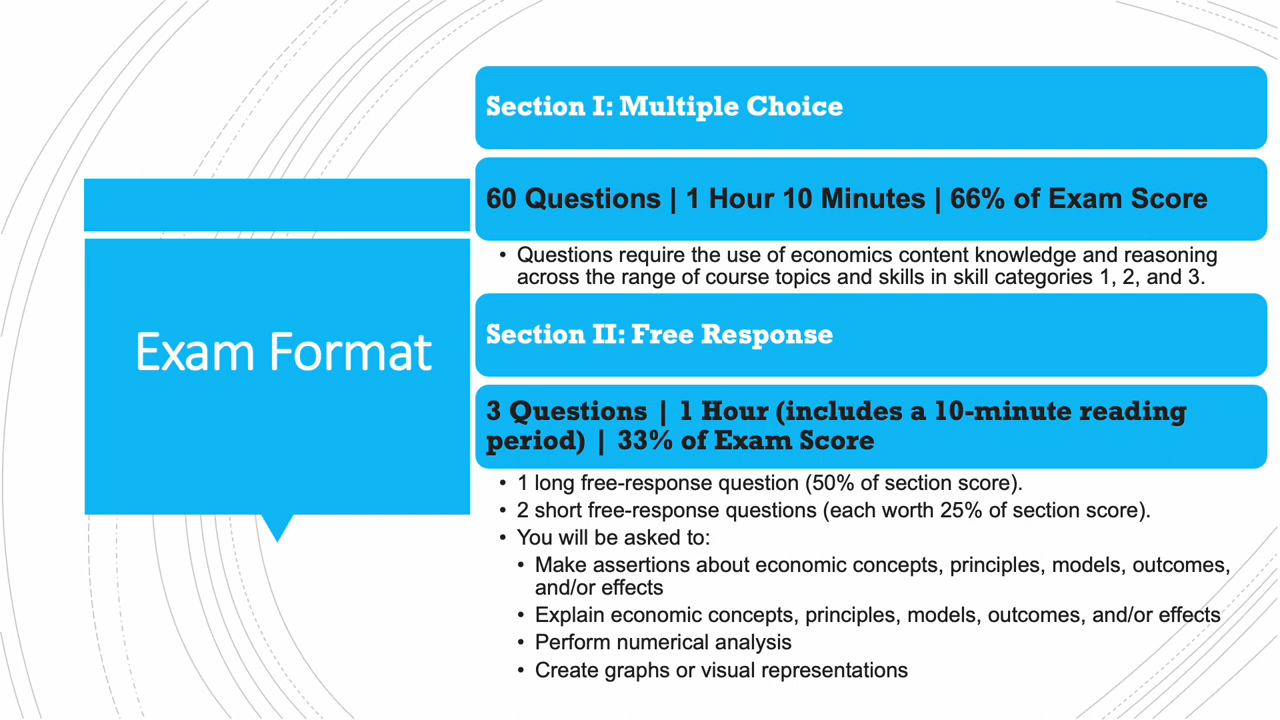 Exam Format
Section I: Multiple Choice
60 Questions | 1 Hour 10 Minutes | 66% of Exam Score
• Questions require the use of economics content knowledge and reasoning
across the range of course topics and skills in skill categories 1, 2, and 3.
Section II: Free Response
3 Questions | 1 Hour (includes a 10-minute reading
period) | 33% of Exam Score
• 1 long free-response question (50% of section score).
• 2 short free-response questions (each worth 25% of section score).
• You will be asked to:
• Make assertions about economic concepts, principles, models, outcomes,
and/or effects
• Explain economic concepts, principles, models, outcomes, and/or effects
• Perform numerical analysis
• Create graphs or visual representations